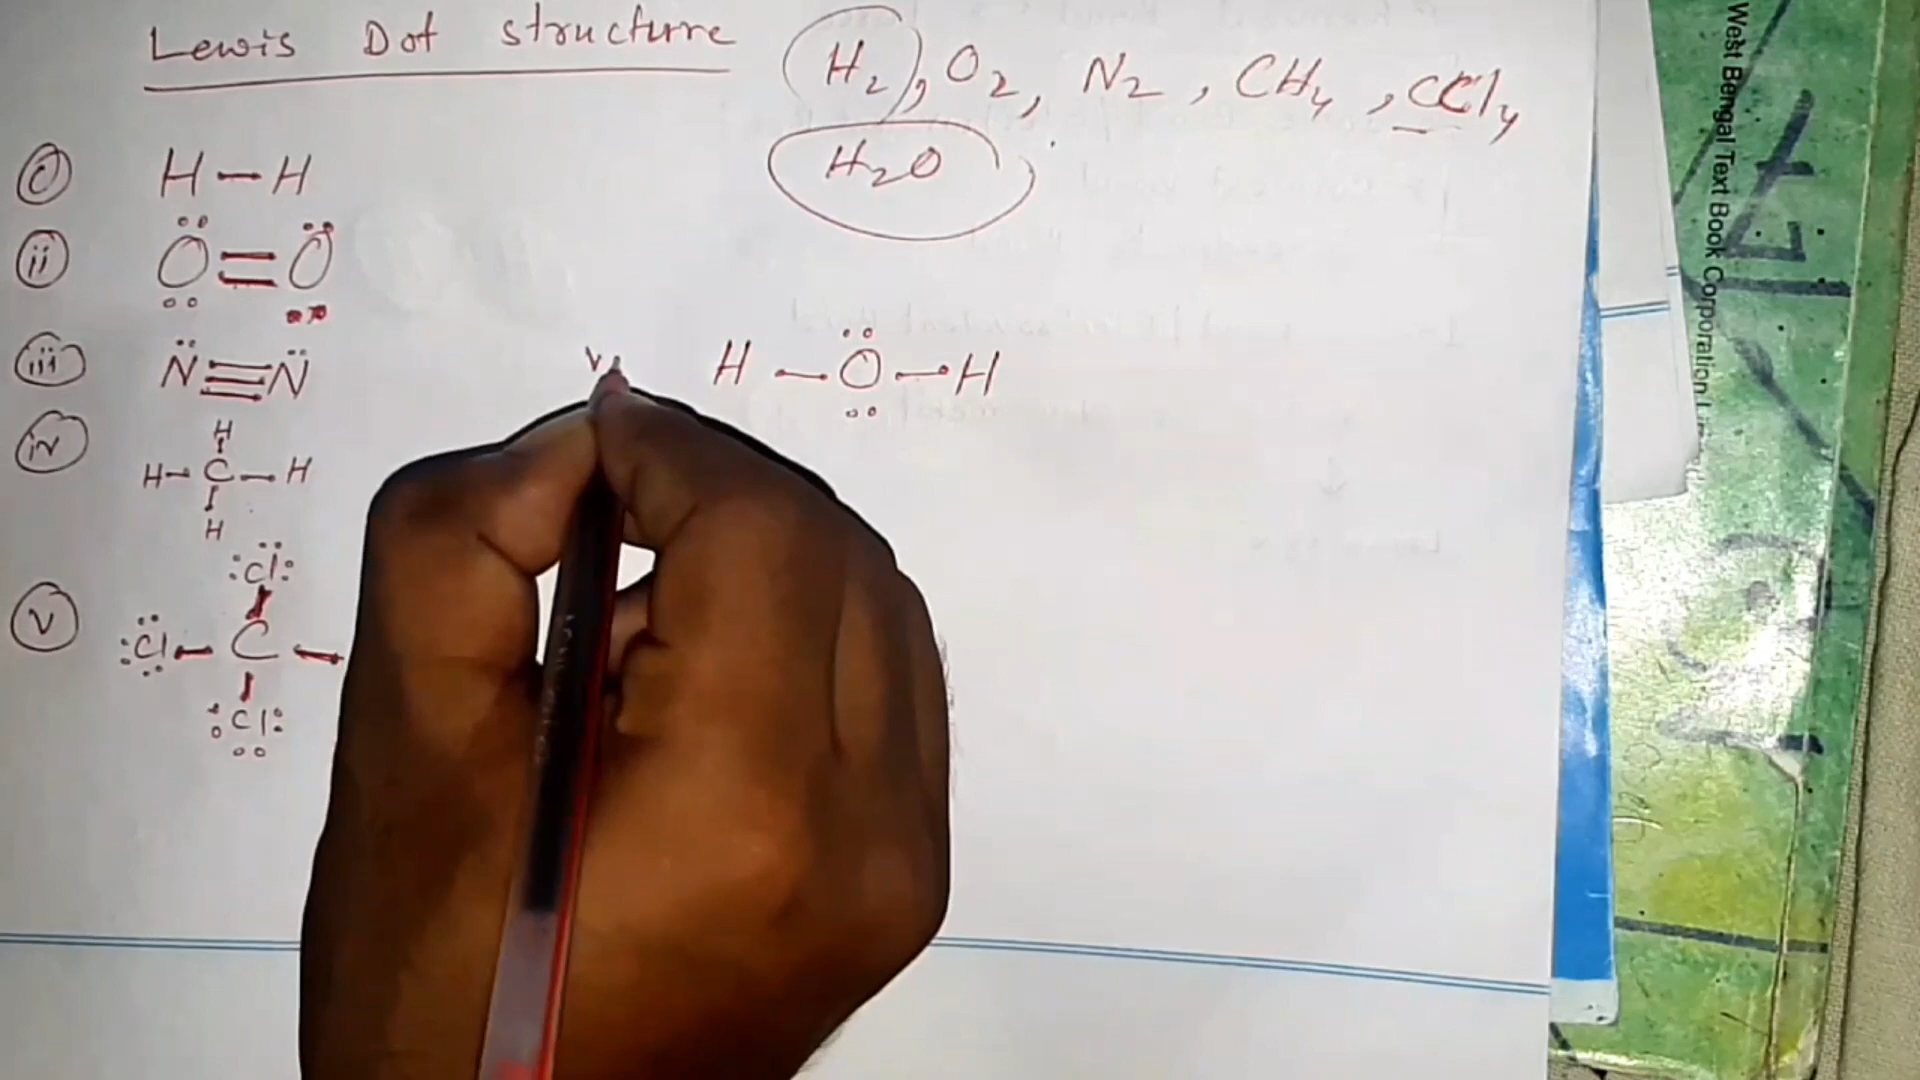 Lewis Dot structure
H2, O2, N2, CH4, CCl4
H2O
i H-H
ii O=O
iii N≡N
iv H
H-C-H
H
v Cl
Cl-C-
Cl
H-O-H
West Bengal Text Book Corporation